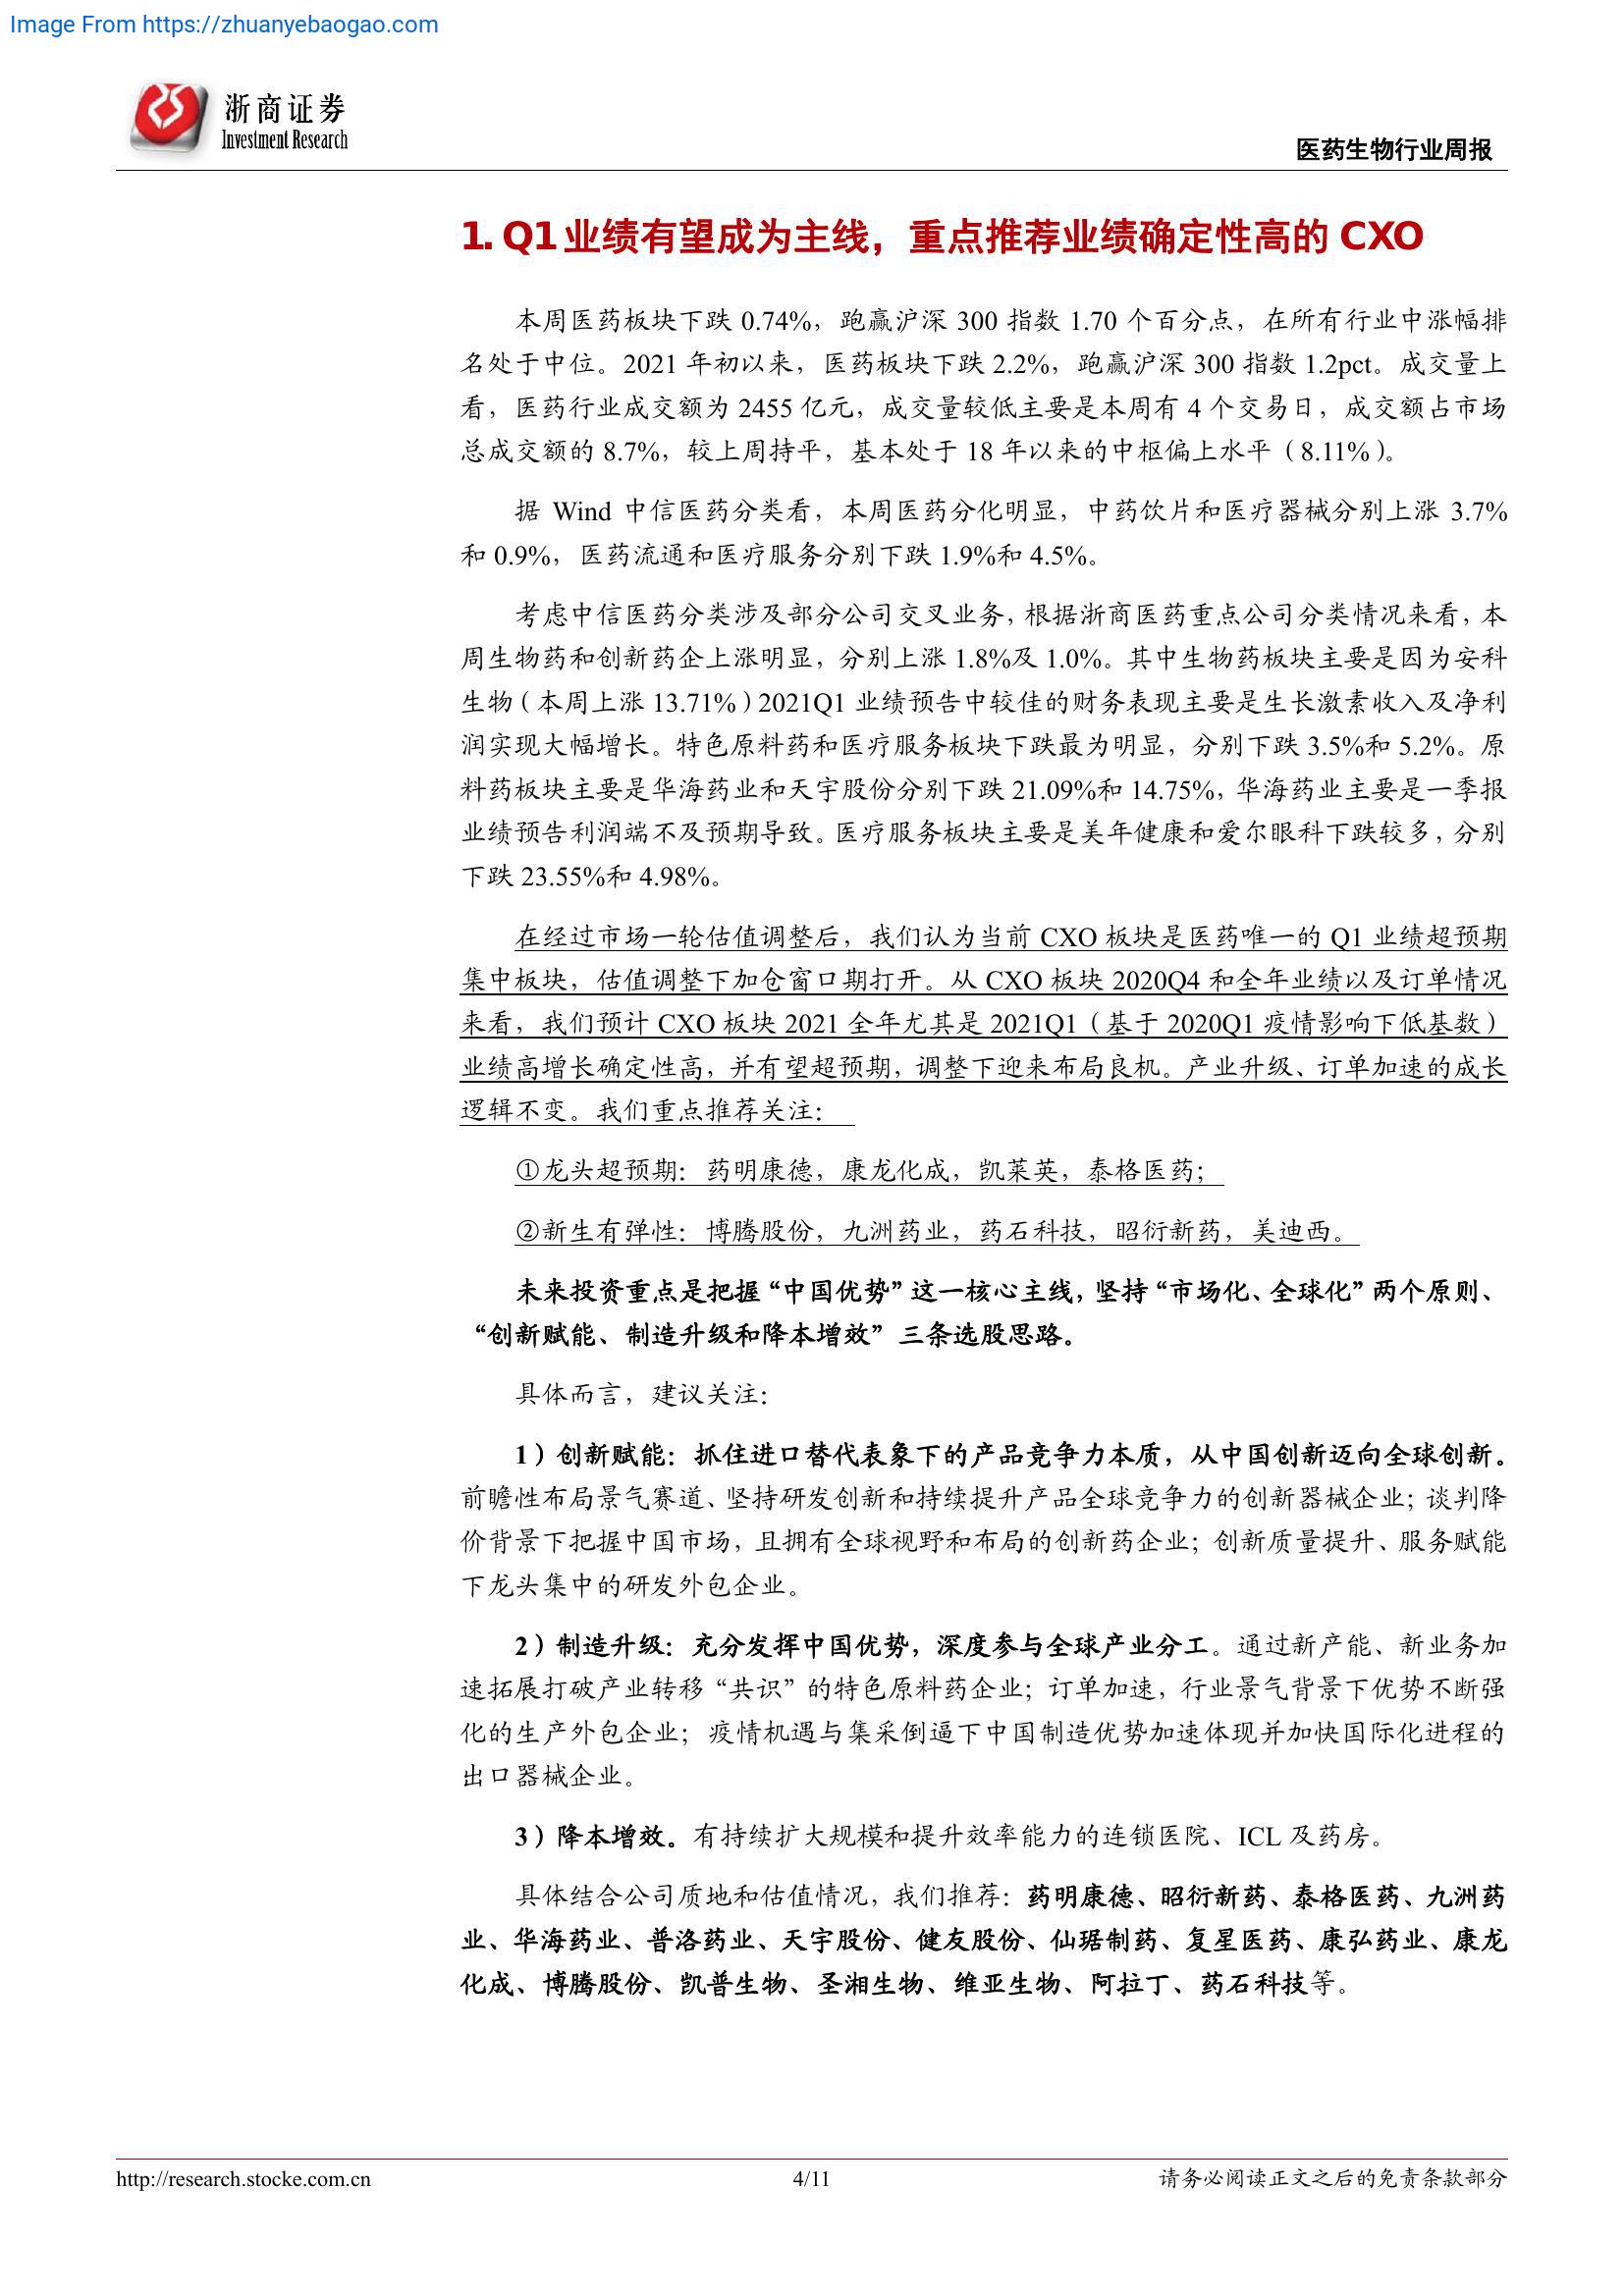 Image From https://zhuanyebaogao.com
浙商证券
Investment Research
医药生物行业周报
1. Q1业绩有望成为主线，重点推荐业绩确定性高的 CXO
本周医药板块下跌 0.74%，跑赢沪深 300 指数 1.70 个百分点，在所有行业中涨幅排
名处于中位。2021 年初以来，医药板块下跌 2.2%，跑赢沪深 300 指数 1.2pct。成交量上
看，医药行业成交额为 2455 亿元，成交量较低主要是本周有 4 个交易日，成交额占市场
总成交额的 8.7%，较上周持平，基本处于 18 年以来的中枢偏上水平（8.11%）。
据 Wind 中信医药分类看，本周医药分化明显，中药饮片和医疗器械分别上涨 3.7%
和 0.9%，医药流通和医疗服务分别下跌 1.9%和 4.5%。
考虑中信医药分类涉及部分公司交叉业务，根据浙商医药重点公司分类情况来看，本
周生物药和创新药企上涨明显，分别上涨 1.8%及 1.0%。其中生物药板块主要是因为安科
生物（本周上涨 13.71%）2021Q1 业绩预告中较佳的财务表现主要是生长激素收入及净利
润实现大幅增长。特色原料药和医疗服务板块下跌最为明显，分别下跌 3.5%和 5.2%。原
料药板块主要是华海药业和天宇股份分别下跌 21.09%和 14.75%，华海药业主要是一季报
业绩预告利润端不及预期导致。医疗服务板块主要是美年健康和爱尔眼科下跌较多，分别
下跌 23.55%和 4.98%。
在经过市场一轮估值调整后，我们认为当前 CXO 板块是医药唯一的 Q1 业绩超预期
集中板块，估值调整下加仓窗口期打开。从 CXO 板块 2020Q4 和全年业绩以及订单情况
来看，我们预计 CXO 板块 2021 全年尤其是 2021Q1（基于 2020Q1 疫情影响下低基数）
业绩高增长确定性高，并有望超预期，调整下迎来布局良机。产业升级、订单加速的成长
逻辑不变。我们重点推荐关注：
①龙头超预期：药明康德，康龙化成，凯莱英，泰格医药；
②新生有弹性：博腾股份，九洲药业，药石科技，昭衍新药，美迪西。
未来投资重点是把握“中国优势”这一核心主线，坚持“市场化、全球化”两个原则、
“创新赋能、制造升级和降本增效”三条选股思路。
具体而言，建议关注：
1）创新赋能：抓住进口替代表象下的产品竞争力本质，从中国创新迈向全球创新。
前瞻性布局景气赛道、坚持研发创新和持续提升产品全球竞争力的创新器械企业；谈判降
价背景下把握中国市场，且拥有全球视野和布局的创新药企业；创新质量提升、服务赋能
下龙头集中的研发外包企业。
2）制造升级：充分发挥中国优势，深度参与全球产业分工。通过新产能、新业务加
速拓展打破产业转移“共识”的特色原料药企业；订单加速，行业景气背景下优势不断强
化的生产外包企业；疫情机遇与集采倒逼下中国制造优势加速体现并加快国际化进程的
出口器械企业。
3）降本增效。有持续扩大规模和提升效率能力的连锁医院、ICL 及药房。
具体结合公司质地和估值情况，我们推荐：药明康德、昭衍新药、泰格医药、九洲药
业、华海药业、普洛药业、天宇股份、健友股份、仙琚制药、复星医药、康弘药业、康龙
化成、博腾股份、凯普生物、圣湘生物、维亚生物、阿拉丁、药石科技等。
http://research.stocke.com.cn
4/11
请务必阅读正文之后的免责条款部分